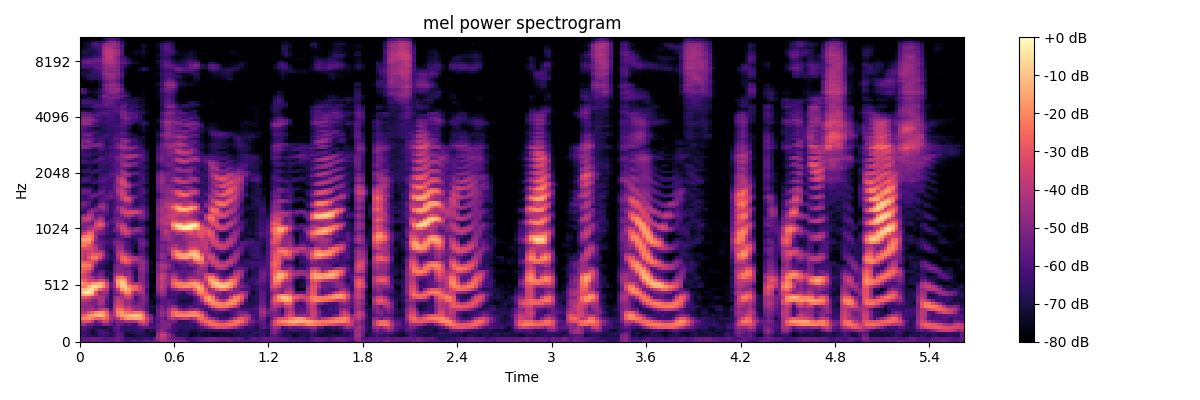 mel power spectrogram
8192
4096
2048
1024
512
0
Hz
0 0.6 1.2 1.8 2.4 3 3.6 4.2 4.8 5.4
Time
+0 dB
-10 dB
-20 dB
-30 dB
-40 dB
-50 dB
-60 dB
-70 dB
-80 dB